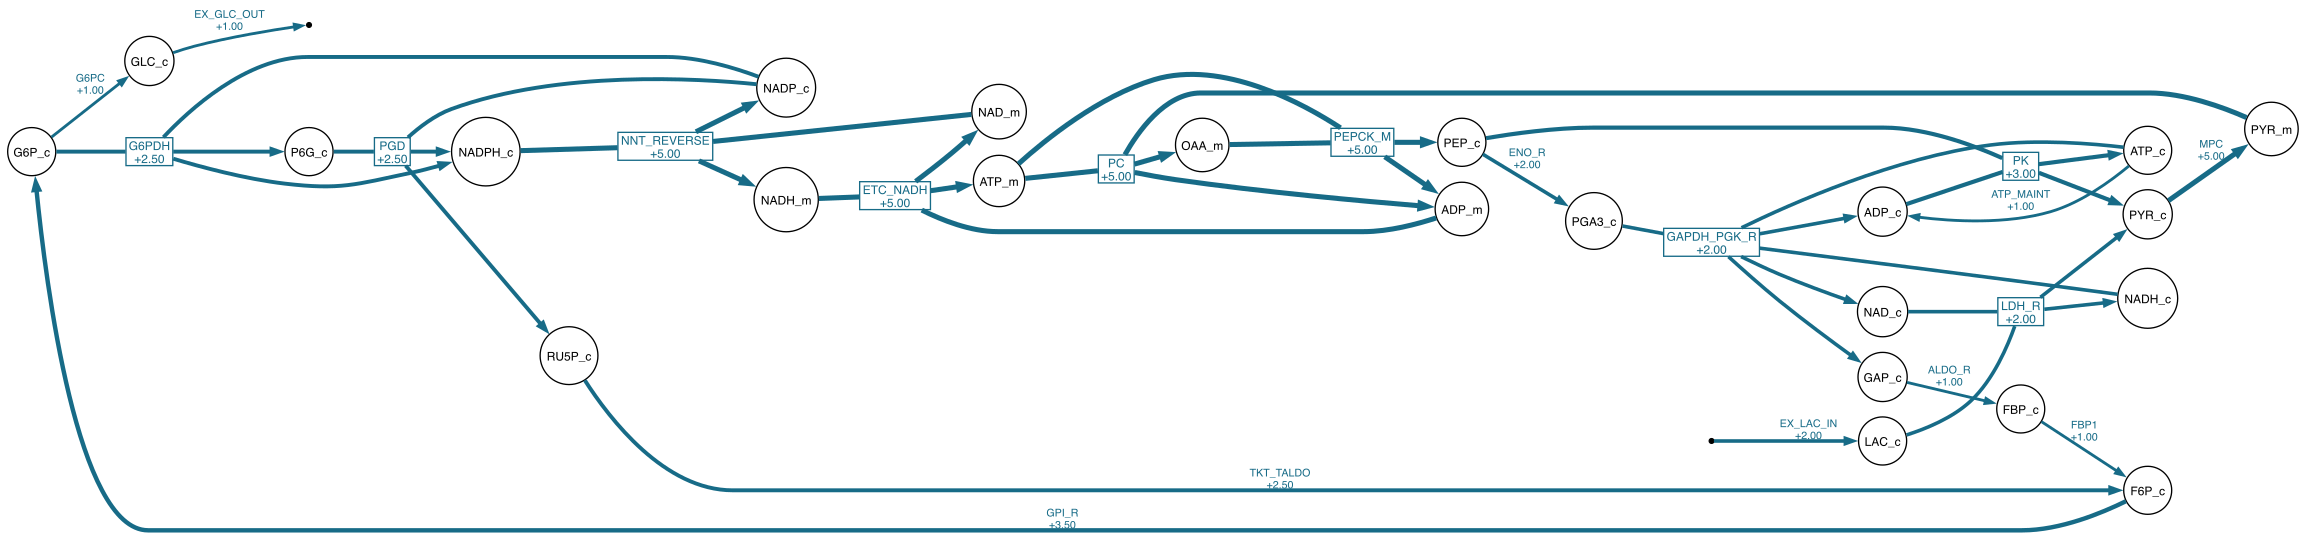 EX_GLC_OUT
+1.00
GLC_c
G6PC
+1.00
G6P_c
G6PDH
+2.50
P6G_c
PGD
+2.50
NADPH_c
NNT_REVERSE
+5.00
NADP_c
NADH_m
ETC_NADH
+5.00
NAD_m
ATP_m
PC
+5.00
OAA_m
PEPCK_M
+5.00
PEP_c
ADP_m
ENO_R
+2.00
PGA3_c
GAPDH_PGK_R
+2.00
ADP_c
PK
+3.00
ATP_MAINT
+1.00
ATP_c
PYR_c
MPC
+5.00
PYR_m
NAD_c
LDH_R
+2.00
NADH_c
GAP_c
ALDO_R
+1.00
FBP_c
EX_LAC_IN
+2.00
LAC_c
FBP1
+1.00
RU5P_c
TKT_TALDO
+2.50
F6P_c
GPI_R
+3.50